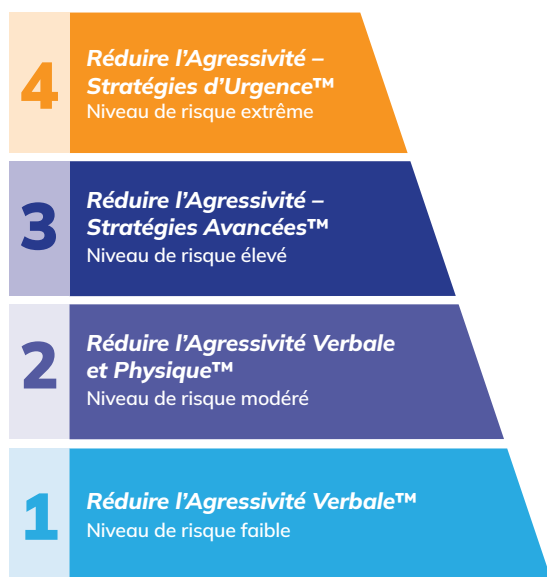 4
Réduire l’Agressivité –
Stratégies d’Urgence™
Niveau de risque extrême
3
Réduire l’Agressivité –
Stratégies Avancées™
Niveau de risque élevé
2
Réduire l’Agressivité Verbale
et Physique™
Niveau de risque modéré
1
Réduire l’Agressivité Verbale™
Niveau de risque faible